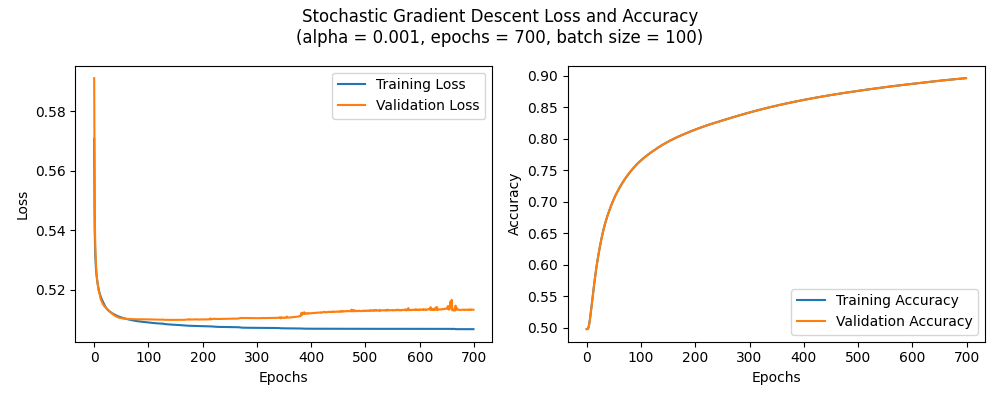 Stochastic Gradient Descent Loss and Accuracy
(alpha = 0.001, epochs = 700, batch size = 100)
Training Loss
Validation Loss
0.58
0.56
0.54
0.52
Loss
0 100 200 300 400 500 600 700
Epochs
0.90
0.85
0.80
0.75
0.70
0.65
0.60
0.55
0.50
Accuracy
Training Accuracy
Validation Accuracy
0 100 200 300 400 500 600 700
Epochs